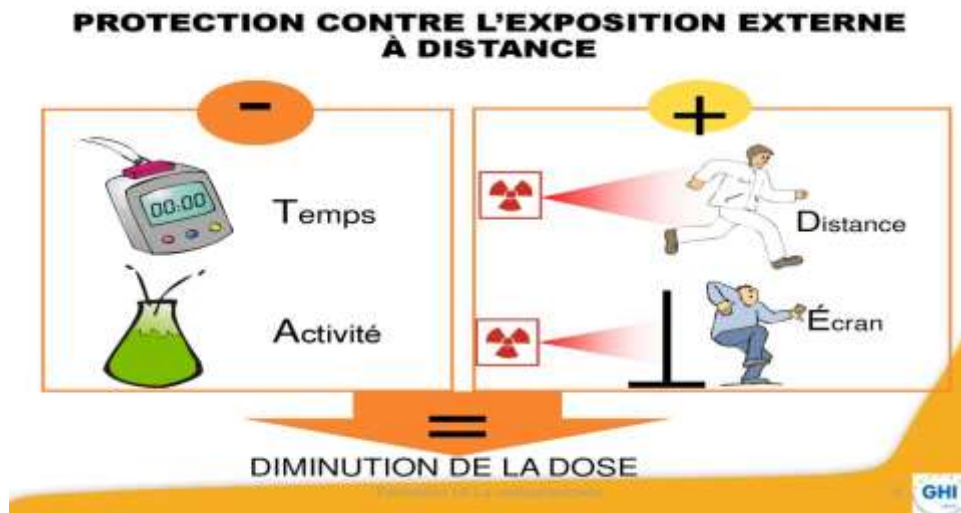 PROTECTION CONTRE L’EXPOSITION EXTERNE
À DISTANCE
-
+
00:00
Temps
Distance
Activité
Écran
=
DIMINUTION DE LA DOSE
GHI